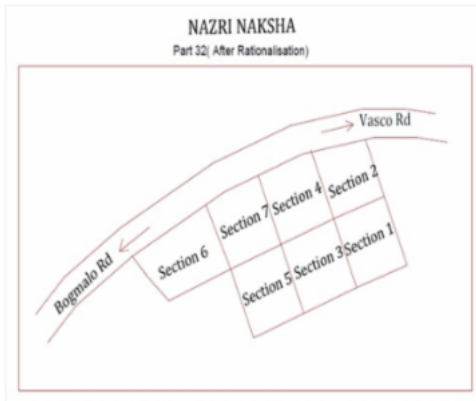 NAZRI NAKSHA
Part 32( After Rationalisation)
Vasco Rd
Section 2
Section 4
Section 7
Section 6
Section 1
Section 3
Section 5
Bogmalo Rd